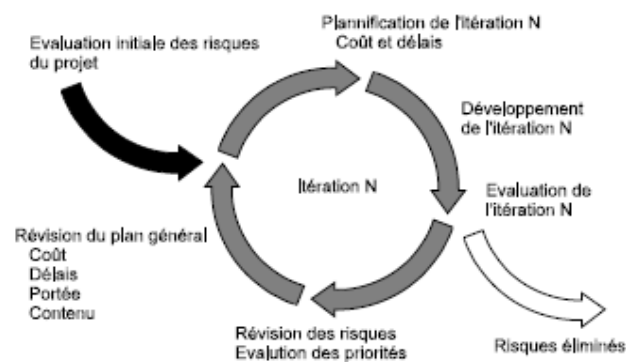 Evaluation initiale des risques
du projet
Plannification de l'itération N
Coût et délais
Développement
de l'itération N
Itération N
Evaluation de
l'itération N
Révision du plan général
Coût
Délais
Portée
Contenu
Révision des risques
Evalution des priorités
Risques éliminés